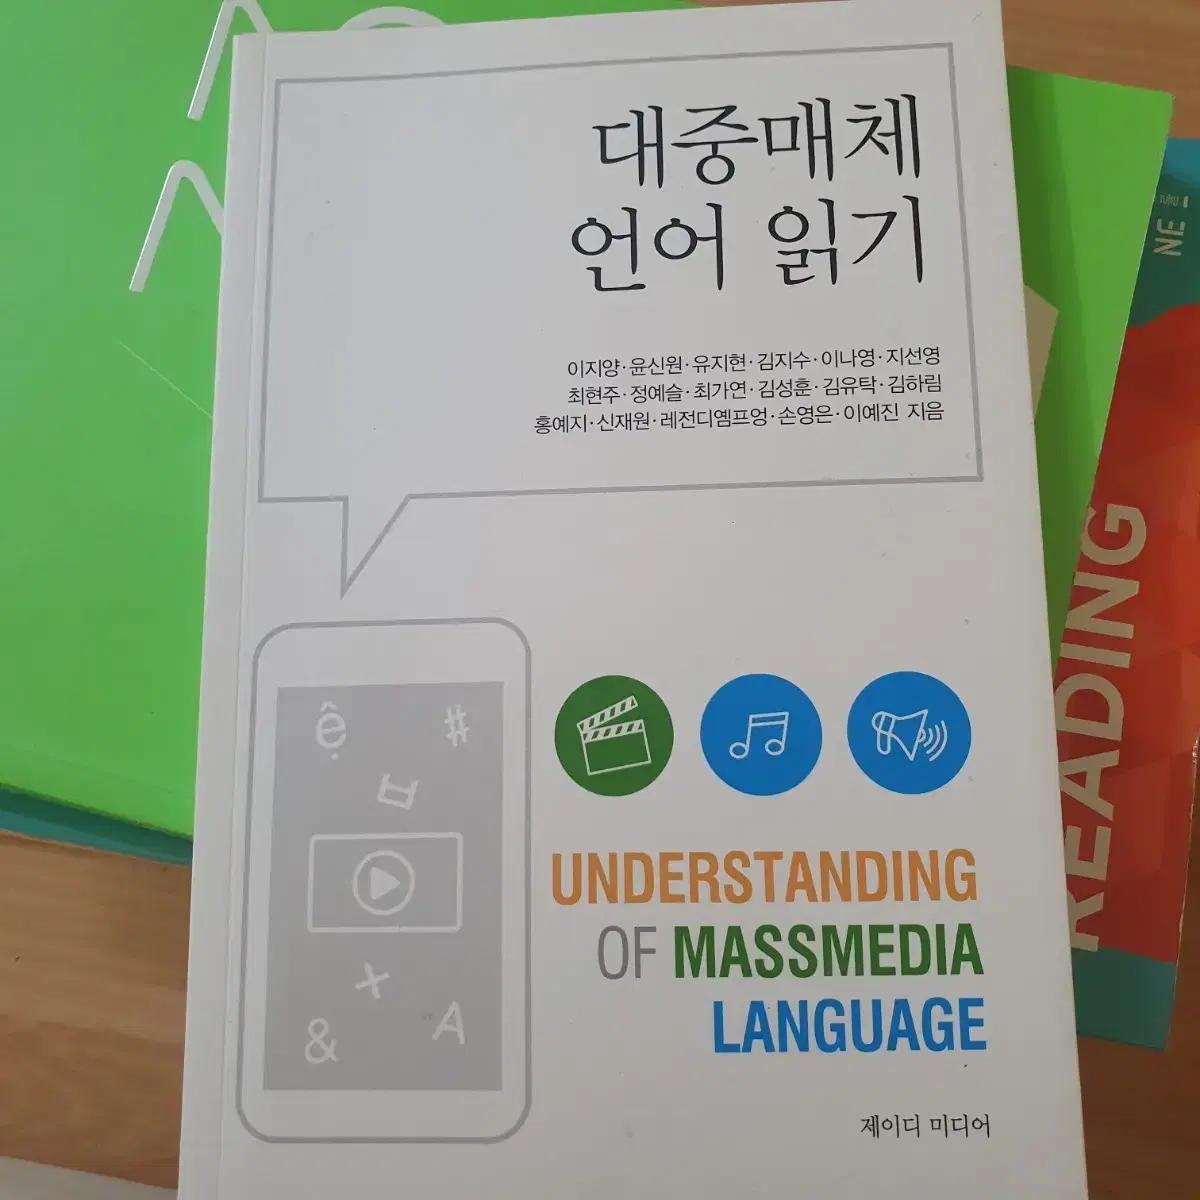 대중매체
언어 읽기
이지양·윤신원·유지현·김지수·이나영·지선영
최현주·정예슬·최가연·김성훈·김유탁·김하림
홍예지·신재원·레전디옘프엉·손영은·이예진 지음
ệ #
ㅂ
x
& A
UNDERSTANDING
OF MASSMEDIA
LANGUAGE
제이디 미디어
NE
READING